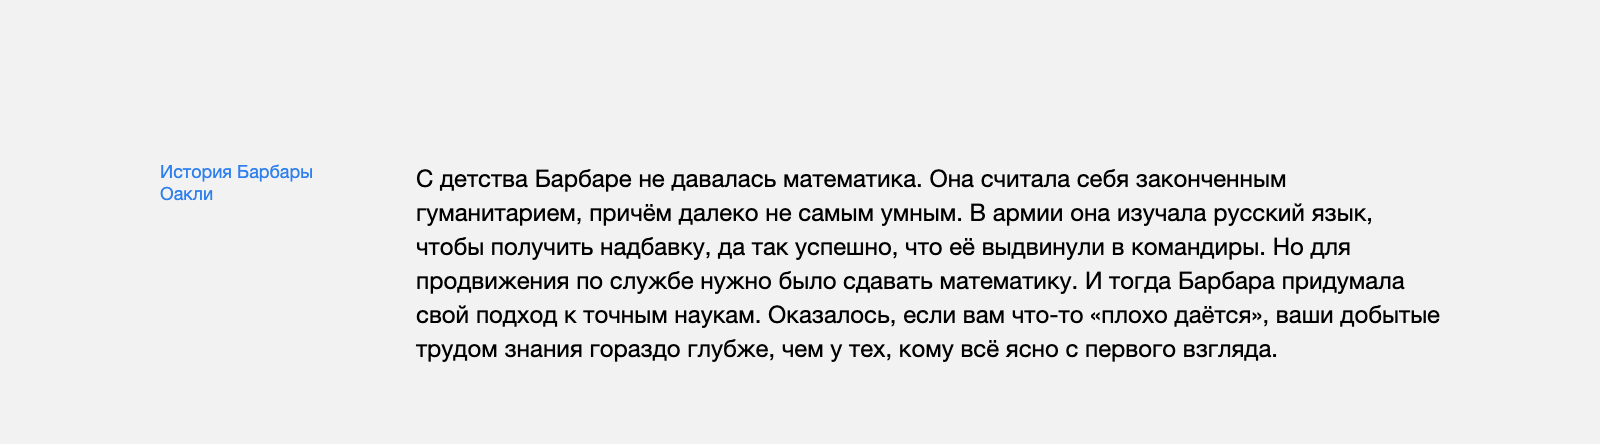 История Барбары
Оакли
С детства Барбаре не давалась математика. Она считала себя законченным
гуманитарием, причём далеко не самым умным. В армии она изучала русский язык,
чтобы получить надбавку, да так успешно, что её выдвинули в командиры. Но для
продвижения по службе нужно было сдавать математику. И тогда Барбара придумала
свой подход к точным наукам. Оказалось, если вам что-то «плохо даётся», ваши добытые
трудом знания гораздо глубже, чем у тех, кому всё ясно с первого взгляда.